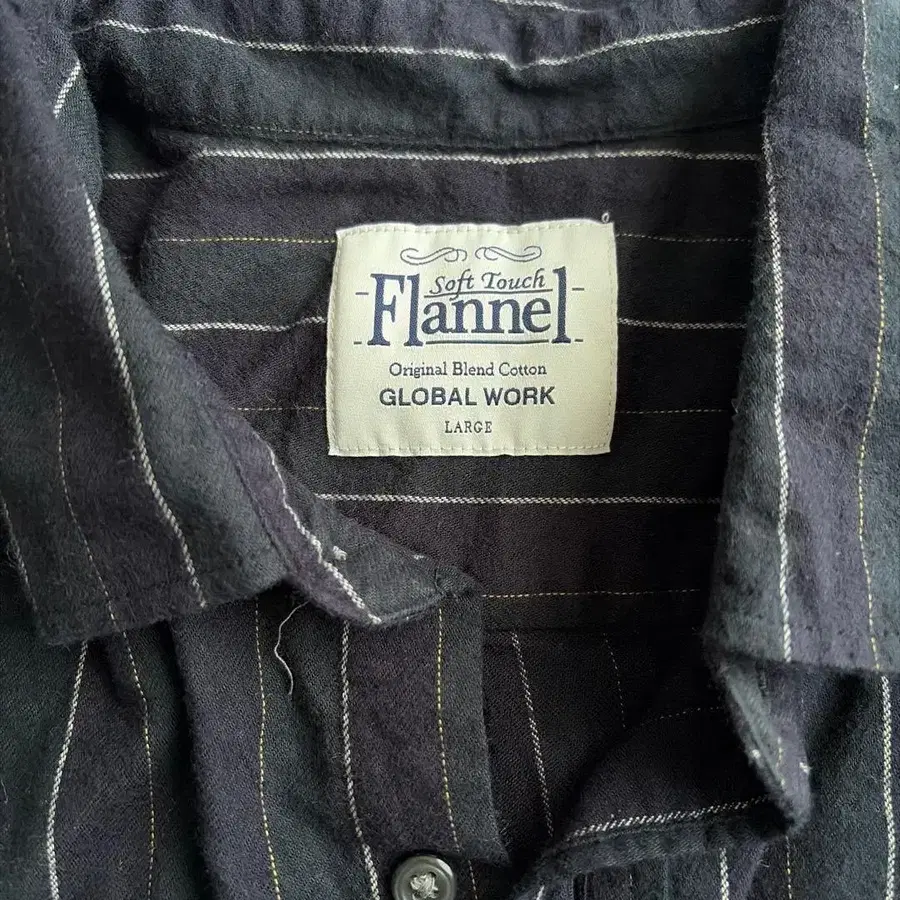 Soft Touch
Flannel
Original Blend Cotton
GLOBAL WORK
LARGE